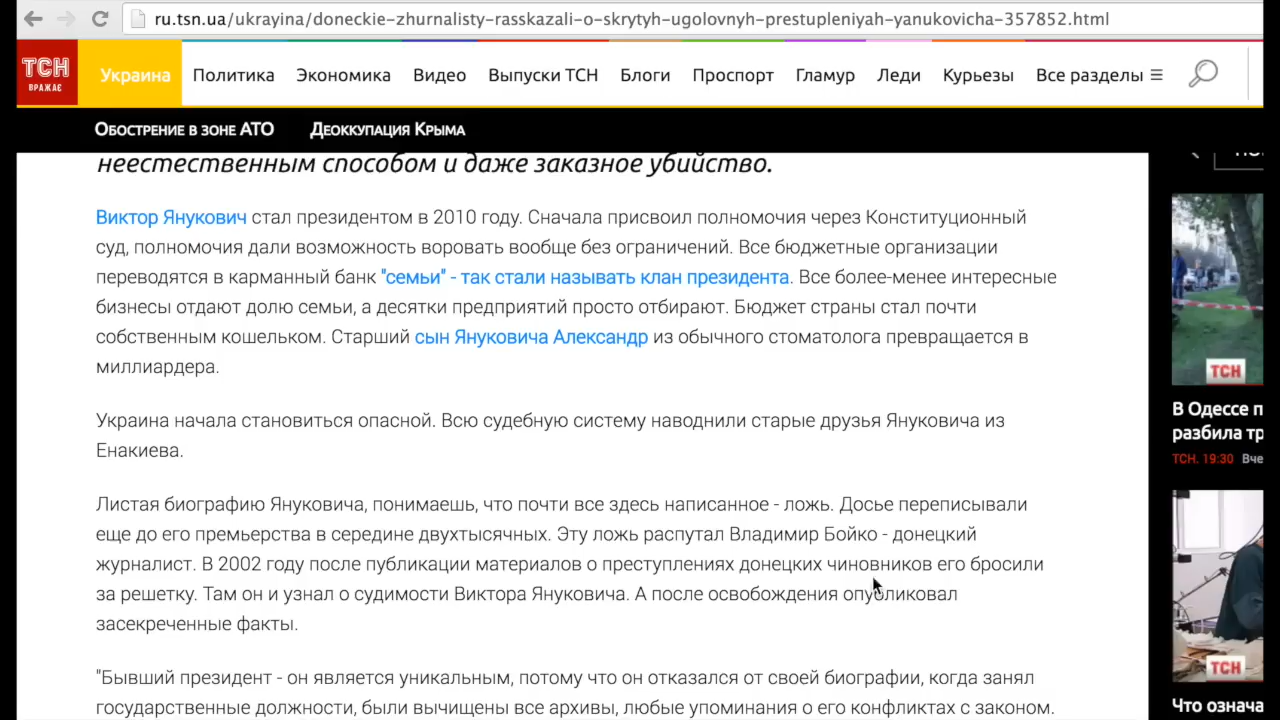 ru.tsn.ua/ukrayina/doneckie-zhurnalisty-rasskazali-o-skrytyh-ugolovnyh-prestupleniyah-yanukovicha-357852.html
ТСН
ВРАЖАЄ
Украина Политика Экономика Видео Выпуски ТСН Блоги Проспорт Гламур Леди Курьезы Все разделы
Обострение в зоне АТО Деоккупация Крыма
неестественным способом и даже заказное убийство.
Виктор Янукович стал президентом в 2010 году. Сначала присвоил полномочия через Конституционный
суд, полномочия дали возможность воровать вообще без ограничений. Все бюджетные организации
переводятся в карманный банк "семьи" - так стали называть клан президента. Все более-менее интересные
бизнесы отдают долю семьи, а десятки предприятий просто отбирают. Бюджет страны стал почти
собственным кошельком. Старший сын Януковича Александр из обычного стоматолога превращается в
миллиардера.
Украина начала становиться опасной. Всю судебную систему наводнили старые друзья Януковича из
Енакиева.
Листая биографию Януковича, понимаешь, что почти все здесь написанное - ложь. Досье переписывали
еще до его премьерства в середине двухтысячных. Эту ложь распутал Владимир Бойко - донецкий
журналист. В 2002 году после публикации материалов о преступлениях донецких чиновников его бросили
за решетку. Там он и узнал о судимости Виктора Януковича. А после освобождения опубликовал
засекреченные факты.
"Бывший президент - он является уникальным, потому что он отказался от своей биографии, когда занял
государственные должности, были вычищены все архивы, любые упоминания о его конфликтах с законом.
ТСН
В Одессе п
разбила тр
ТСН. 19:30 Вче
ТСН
Что означа